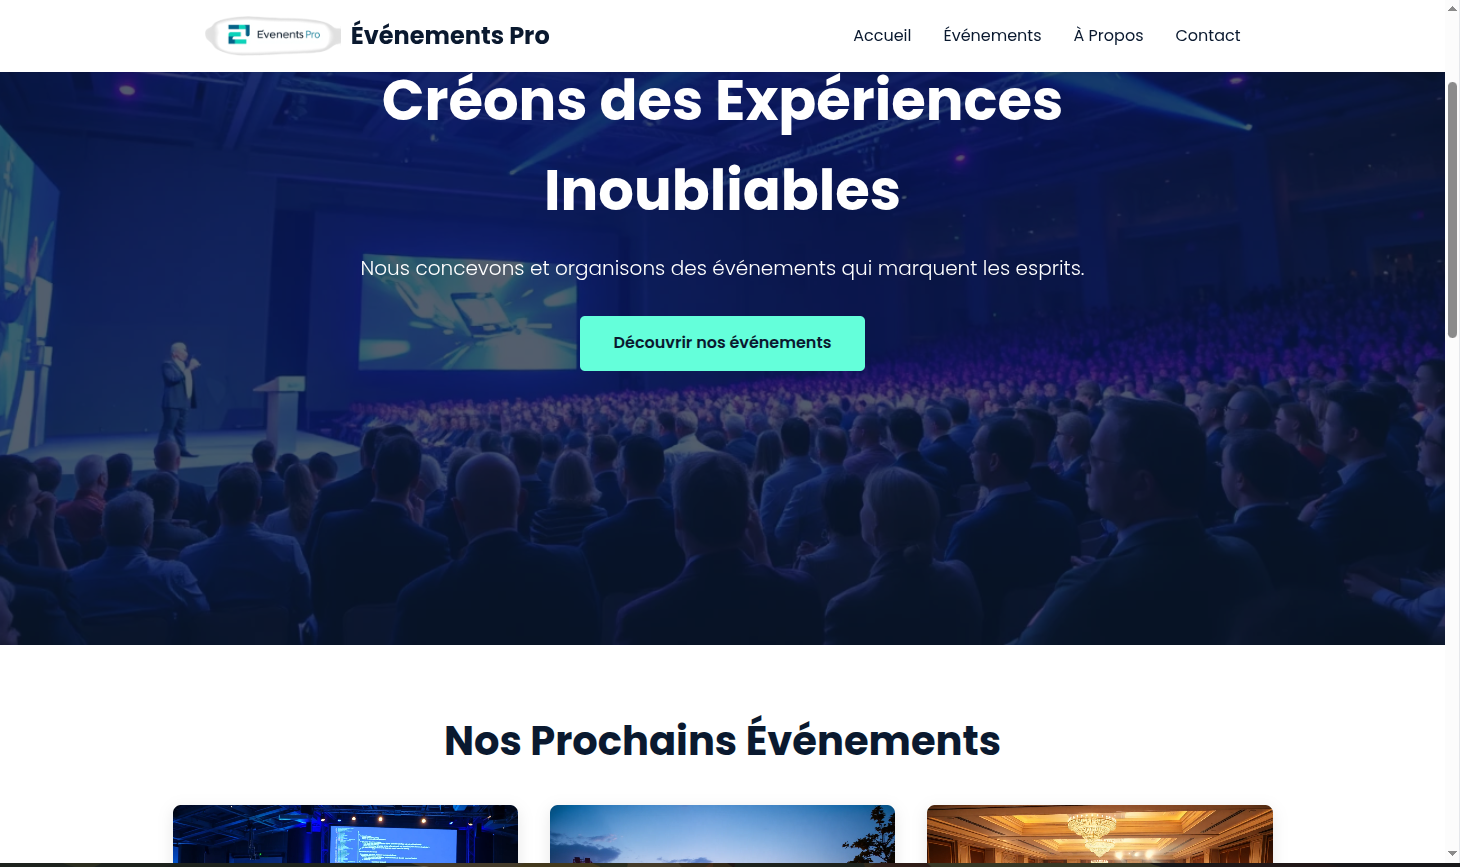 Evenents Pro
Événements Pro
Accueil
Événements
À Propos
Contact
Créons des Expériences
Inoubliables
Nous concevons et organisons des événements qui marquent les esprits.
Découvrir nos événements
Nos Prochains Événements